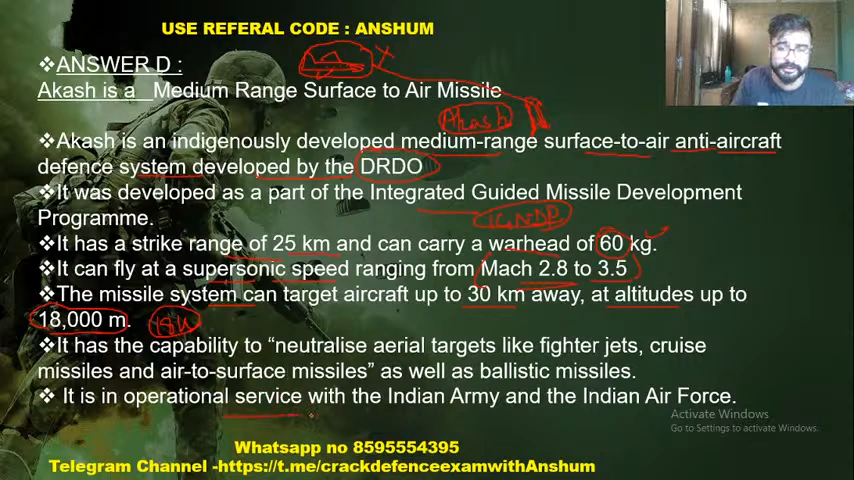 USE REFERAL CODE : ANSHUM
❖ANSWER D :
Akash is a   Medium Range Surface to Air Missile
Akash
❖Akash is an indigenously developed medium-range surface-to-air anti-aircraft
defence system developed by the DRDO
❖It was developed as a part of the Integrated Guided Missile Development
Programme.
IGMDP
❖It has a strike range of 25 km and can carry a warhead of 60 kg.
❖It can fly at a supersonic speed ranging from Mach 2.8 to 3.5
❖The missile system can target aircraft up to 30 km away, at altitudes up to
18,000 m.
❖It has the capability to “neutralise aerial targets like fighter jets, cruise
missiles and air-to-surface missiles” as well as ballistic missiles.
❖ It is in operational service with the Indian Army and the Indian Air Force.
Activate Windows
Go to Settings to activate Windows.
Whatsapp no 8595554395
Telegram Channel -https://t.me/crackdefenceexamwithAnshum